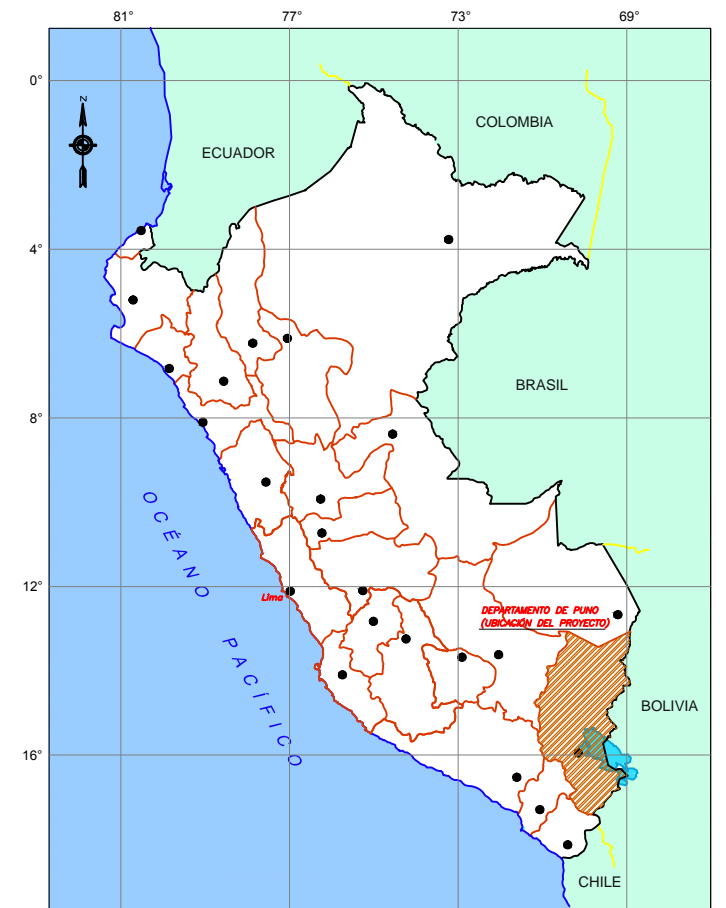 81° 77° 73° 69°
0°
N
COLOMBIA
ECUADOR
4°
BRASIL
8°
OCÉANO PACÍFICO
12°
Lima
DEPARTAMENTO DE PUNO
(UBICACIÓN DEL PROYECTO)
BOLIVIA
16°
CHILE